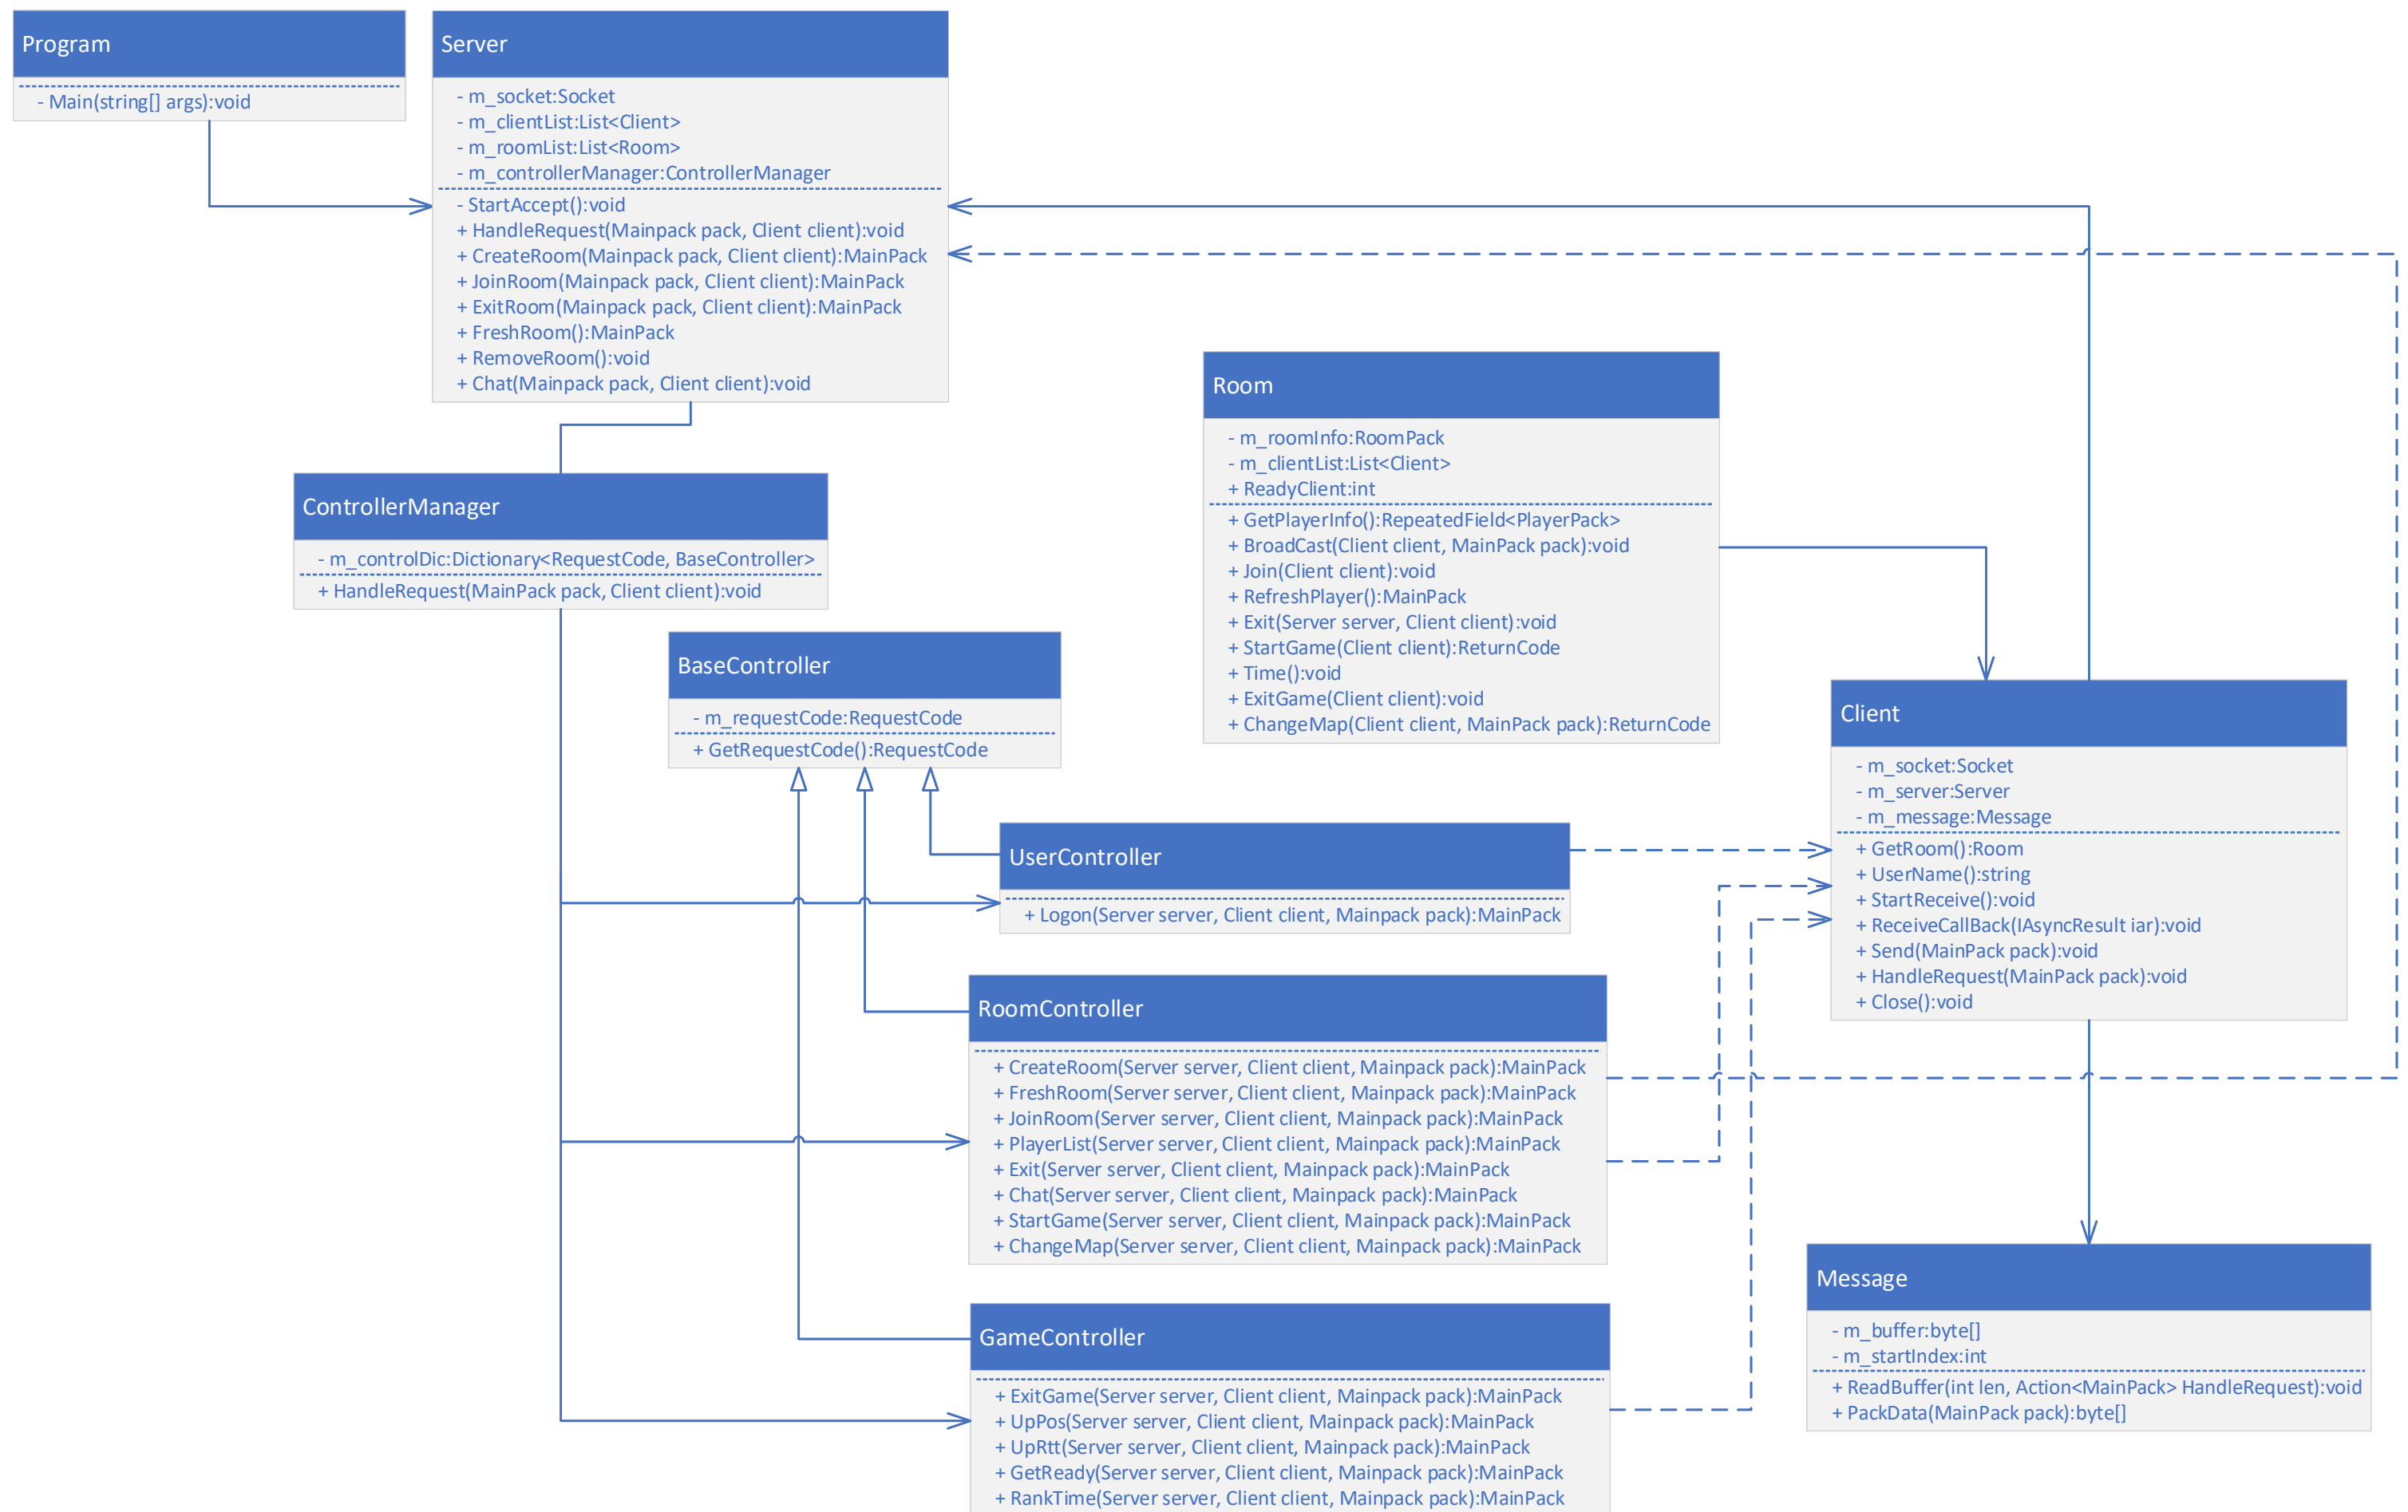 Program
- Main(string[] args):void
Server
- m_socket:Socket
- m_clientList:List<Client>
- m_roomList:List<Room>
- m_controllerManager:ControllerManager
- StartAccept():void
+ HandleRequest(Mainpack pack, Client client):void
+ CreateRoom(Mainpack pack, Client client):MainPack
+ JoinRoom(Mainpack pack, Client client):MainPack
+ ExitRoom(Mainpack pack, Client client):MainPack
+ FreshRoom():MainPack
+ RemoveRoom():void
+ Chat(Mainpack pack, Client client):void
Room
- m_roomInfo:RoomPack
- m_clientList:List<Client>
+ ReadyClient:int
+ GetPlayerInfo():RepeatedField<PlayerPack>
+ BroadCast(Client client, MainPack pack):void
+ Join(Client client):void
+ RefreshPlayer():MainPack
+ Exit(Server server, Client client):void
+ StartGame(Client client):ReturnCode
+ Time():void
+ ExitGame(Client client):void
+ ChangeMap(Client client, MainPack pack):ReturnCode
ControllerManager
- m_controlDic:Dictionary<RequestCode, BaseController>
+ HandleRequest(MainPack pack, Client client):void
BaseController
- m_requestCode:RequestCode
+ GetRequestCode():RequestCode
Client
- m_socket:Socket
- m_server:Server
- m_message:Message
+ GetRoom():Room
+ UserName():string
+ StartReceive():void
+ ReceiveCallBack(IAsyncResult iar):void
+ Send(MainPack pack):void
+ HandleRequest(MainPack pack):void
+ Close():void
UserController
+ Logon(Server server, Client client, Mainpack pack):MainPack
RoomController
+ CreateRoom(Server server, Client client, Mainpack pack):MainPack
+ FreshRoom(Server server, Client client, Mainpack pack):MainPack
+ JoinRoom(Server server, Client client, Mainpack pack):MainPack
+ PlayerList(Server server, Client client, Mainpack pack):MainPack
+ Exit(Server server, Client client, Mainpack pack):MainPack
+ Chat(Server server, Client client, Mainpack pack):MainPack
+ StartGame(Server server, Client client, Mainpack pack):MainPack
+ ChangeMap(Server server, Client client, Mainpack pack):MainPack
Message
- m_buffer:byte[]
- m_startIndex:int
+ ReadBuffer(int len, Action<MainPack> HandleRequest):void
+ PackData(MainPack pack):byte[]
GameController
+ ExitGame(Server server, Client client, Mainpack pack):MainPack
+ UpPos(Server server, Client client, Mainpack pack):MainPack
+ UpRtt(Server server, Client client, Mainpack pack):MainPack
+ GetReady(Server server, Client client, Mainpack pack):MainPack
+ RankTime(Server server, Client client, Mainpack pack):MainPack